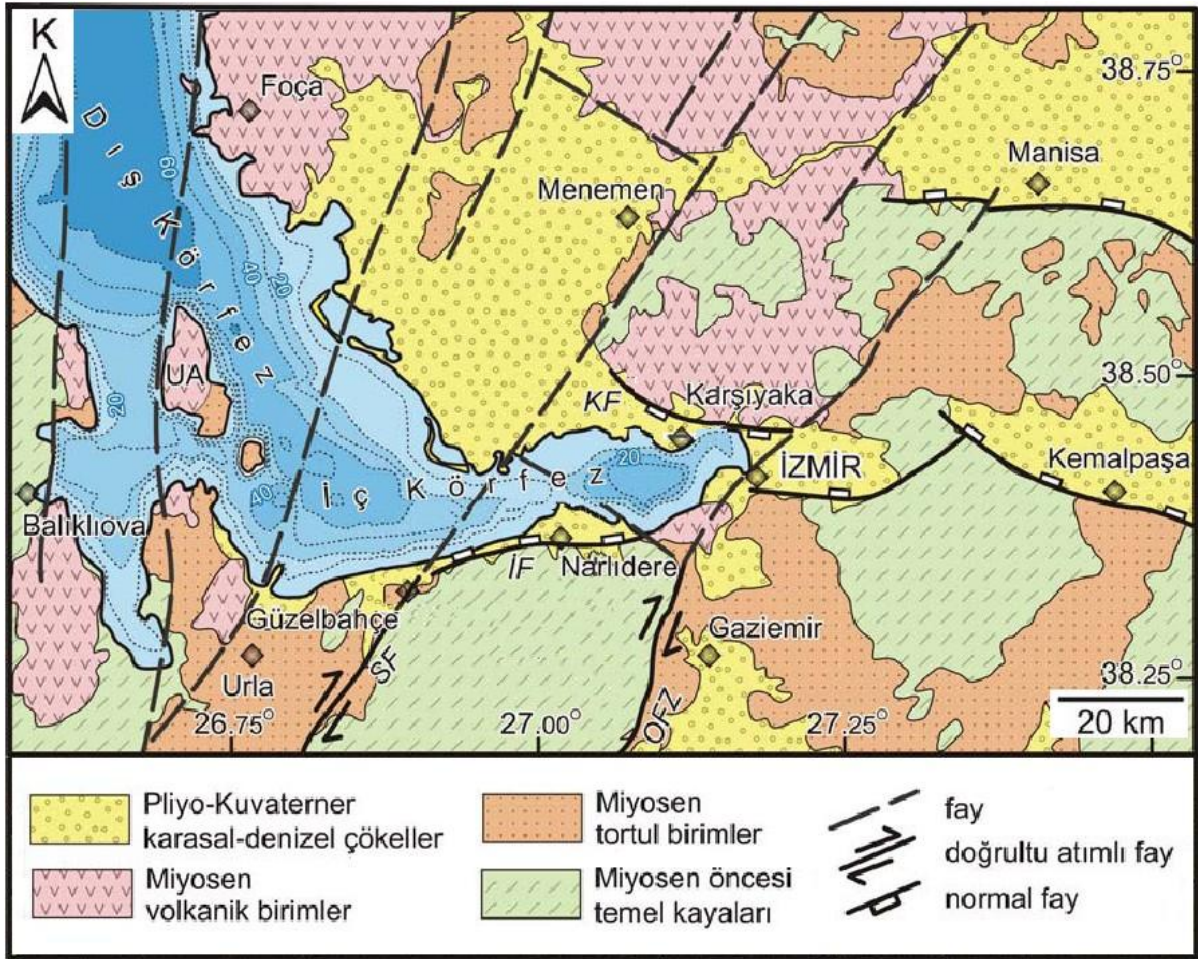 K
Foça
38.75°
Dış Körfez
60
Manisa
Menemen
40
20
UA
38.50°
20
KF
Karşıyaka
20
İZMİR
Kemalpaşa
40
İç Körfez
Balıklıova
İF
Narlıdere
Güzelbahçe
Gaziemir
SF
38.25°
Urla
OFZ
26.75°
27.00°
27.25°
20 km
Pliyo-Kuvaterner
karasal-denizel çökeller
Miyosen
volkanik birimler
Miyosen
tortul birimler
Miyosen öncesi
temel kayaları
fay
doğrultu atımlı fay
normal fay